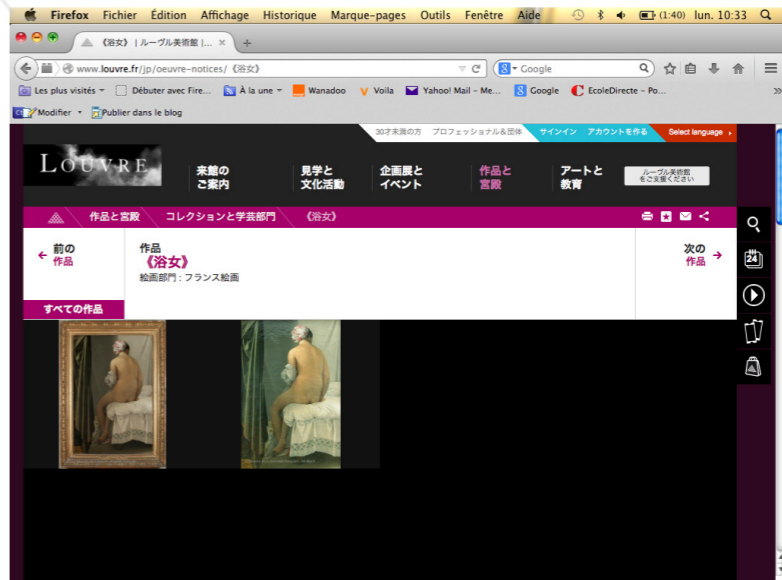 Firefox Fichier Édition Affichage Historique Marque-pages Outils Fenêtre Aide (1:40) lun. 10:33
《浴女》 | ルーヴル美術館 |... × +
www.louvre.fr/jp/oeuvre-notices/《浴女》 Google
Les plus visités Débuter avec Fire... À la une Wanadoo Voila Yahoo! Mail – Me... Google EcoleDirecte – Po...
Modifier Publier dans le blog
30才未満の方 プロフェッショナル&団体 サインイン アカウントを作る Select language
LOUVRE
来館の
ご案内
見学と
文化活動
企画展と
イベント
作品と
宮殿
アートと
教育
ルーヴル美術館
をご支援ください
作品と宮殿 コレクションと学芸部門 《浴女》
前の
作品
作品
《浴女》
絵画部門 : フランス絵画
次の
作品
24
すべての作品